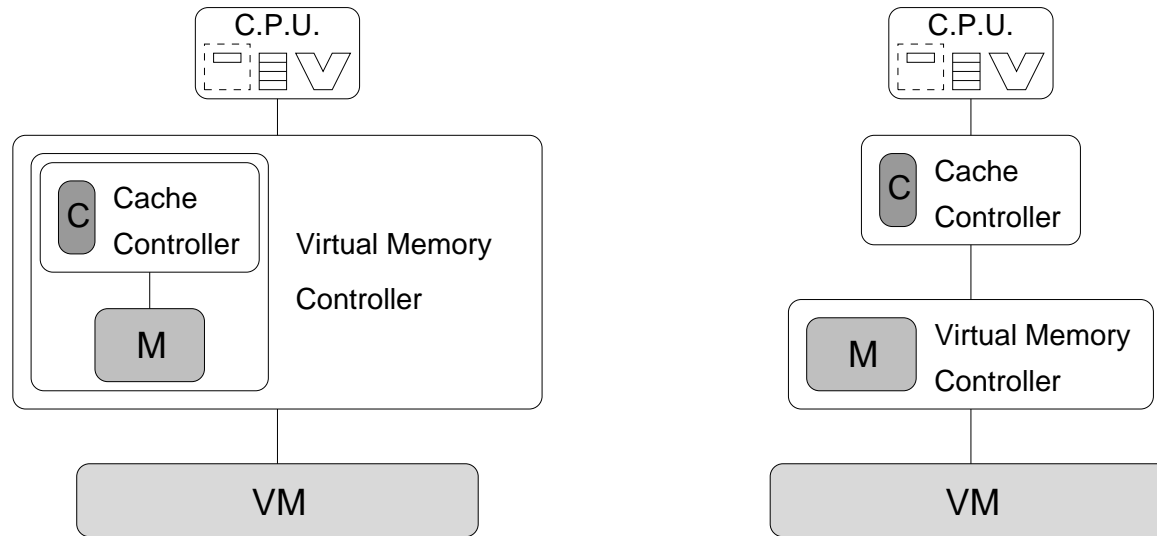 C.P.U.
C
Cache
Controller
Virtual Memory
Controller
M
VM
C.P.U.
C
Cache
Controller
M
Virtual Memory
Controller
VM